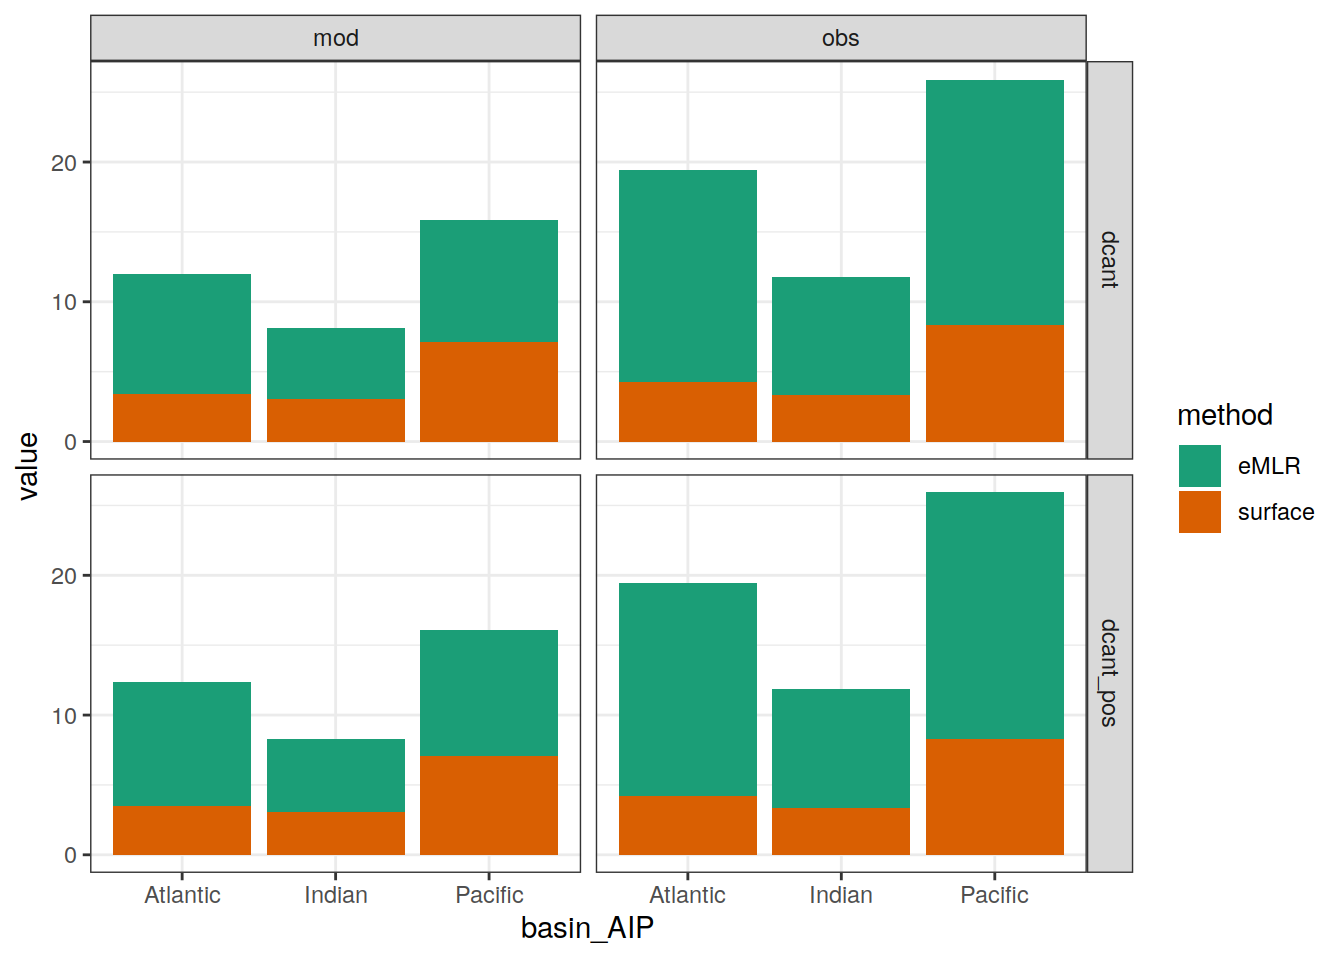 mod
obs
dcant
20
10
0
value
dcant_pos
20
10
0
Atlantic
Indian
Pacific
Atlantic
Indian
Pacific
basin_AIP
method
eMLR
surface